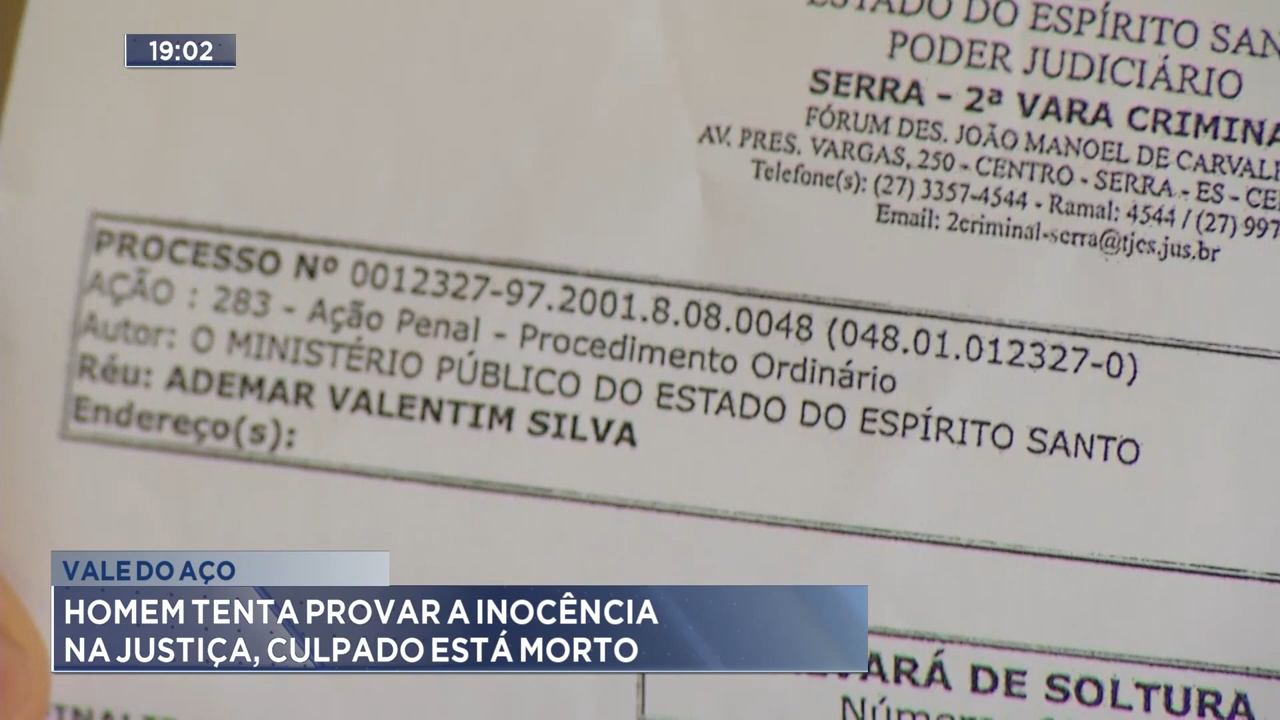 19:02
ESTADO DO ESPÍRITO SAN
PODER JUDICIÁRIO
SERRA - 2ª VARA CRIMINA
FÓRUM DES. JOÃO MANOEL DE CARVALH
AV. PRES. VARGAS, 250 - CENTRO - SERRA - ES - CE
Telefone(s): (27) 3357-4544 - Ramal: 4544 / (27) 997
Email: 2criminal-serra@tjes.jus.br
PROCESSO Nº 0012327-97.2001.8.08.0048 (048.01.012327-0)
AÇÃO : 283 - Ação Penal - Procedimento Ordinário
Autor: O MINISTÉRIO PÚBLICO DO ESTADO DO ESPÍRITO SANTO
Réu: ADEMAR VALENTIM SILVA
Endereço(s):
VALE DO AÇO
HOMEM TENTA PROVAR A INOCÊNCIA
NA JUSTIÇA, CULPADO ESTÁ MORTO
VARÁ DE SOLTURA